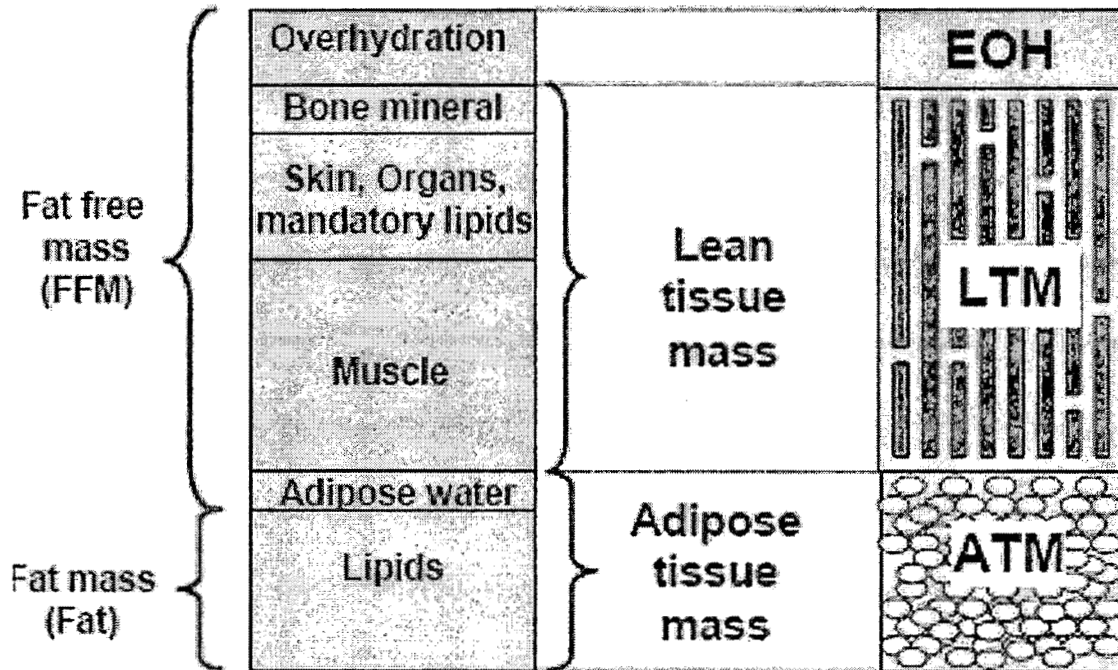 Fat free
mass
(FFM)
Fat mass
(Fat)
Overhydration
Bone mineral
Skin, Organs,
mandatory lipids
Muscle
Adipose water
Lipids
Lean
tissue
mass
Adipose
tissue
mass
EOH
LTM
ATM